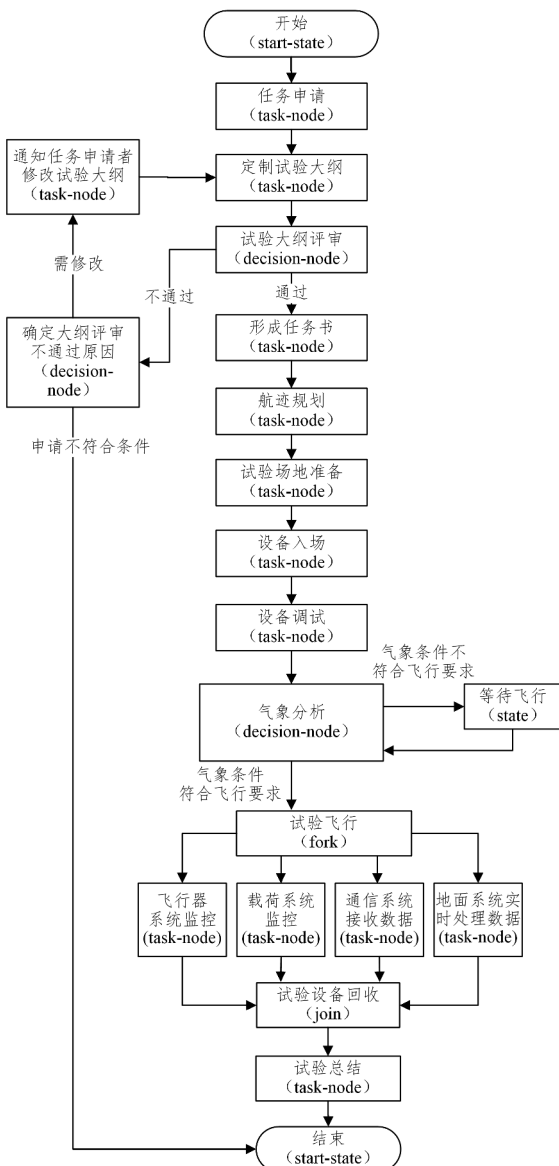 开始
（start-state）
任务申请
（task-node）
通知任务申请者
修改试验大纲
（task-node）
定制试验大纲
（task-node）
试验大纲评审
（decision-node）
需修改
不通过
通过
确定大纲评审
不通过原因
（decision-
node）
形成任务书
（task-node）
航迹规划
（task-node）
申请不符合条件
试验场地准备
（task-node）
设备入场
（task-node）
设备调试
（task-node）
气象条件不
符合飞行要求
气象分析
（decision-node）
等待飞行
（state）
气象条件
符合飞行要求
试验飞行
（fork）
飞行器
系统监控
(task-node)
载荷系统
监控
(task-node)
通信系统
接收数据
(task-node)
地面系统实
时处理数据
(task-node)
试验设备回收
（join）
试验总结
（task-node）
结束
（start-state）